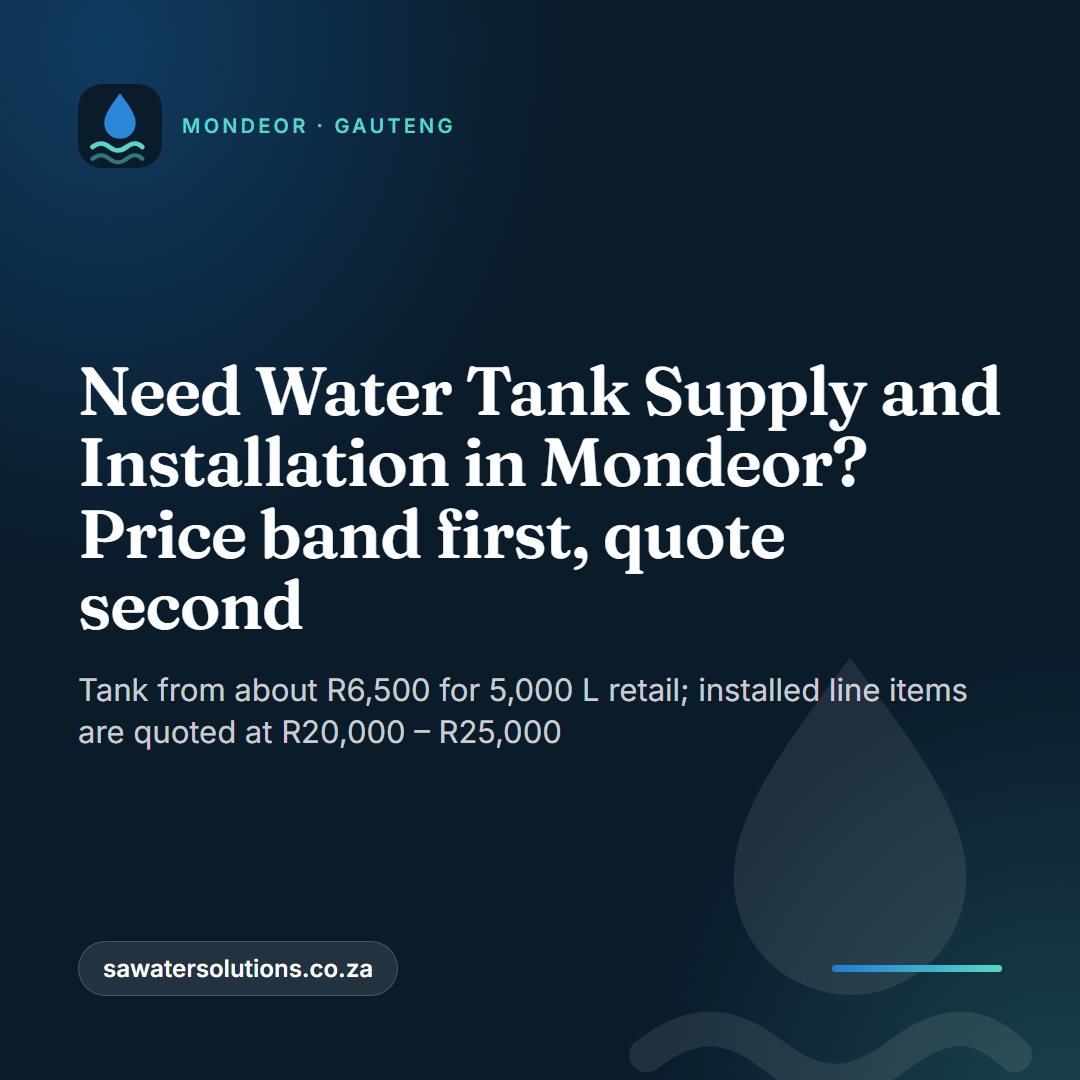 MONDEOR · GAUTENG
Need Water Tank Supply and
Installation in Mondeor?
Price band first, quote
second
Tank from about R6,500 for 5,000 L retail; installed line items
are quoted at R20,000 – R25,000
sawatersolutions.co.za